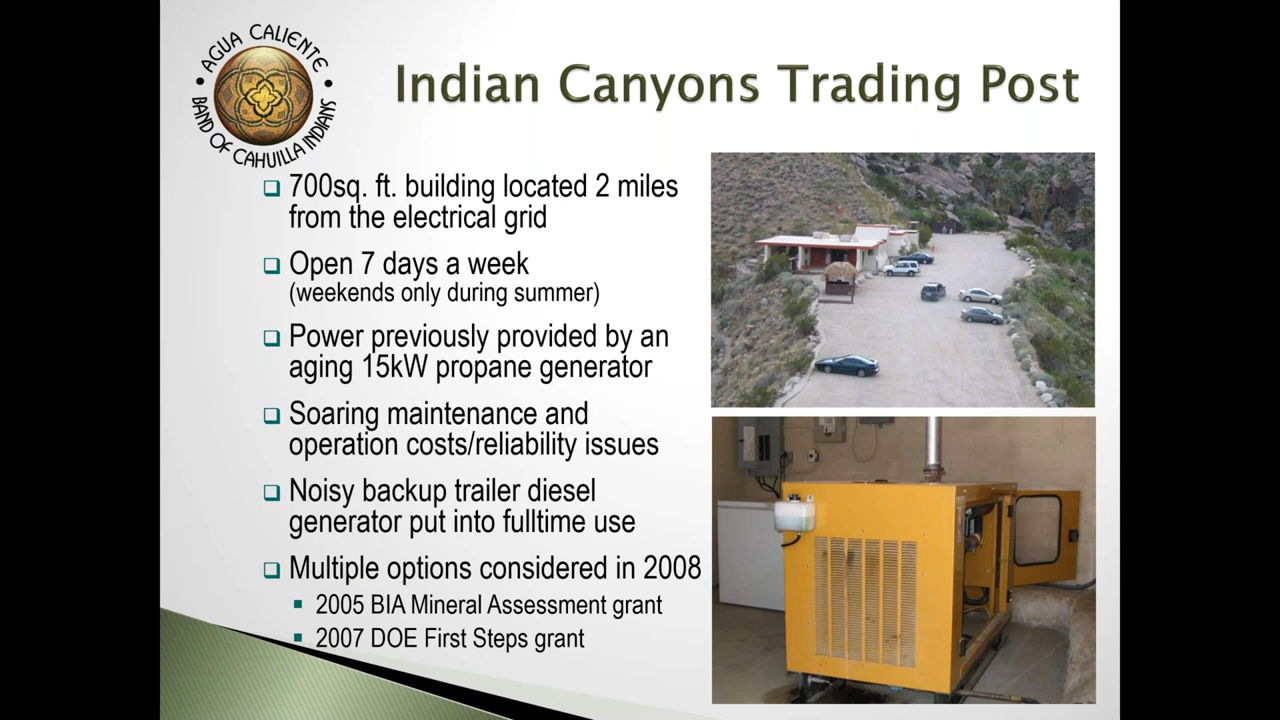 AGUA CALIENTE
BAND OF CAHUILLA INDIANS
Indian Canyons Trading Post
700sq. ft. building located 2 miles
from the electrical grid
Open 7 days a week
(weekends only during summer)
Power previously provided by an
aging 15kW propane generator
Soaring maintenance and
operation costs/reliability issues
Noisy backup trailer diesel
generator put into fulltime use
Multiple options considered in 2008
2005 BIA Mineral Assessment grant
2007 DOE First Steps grant